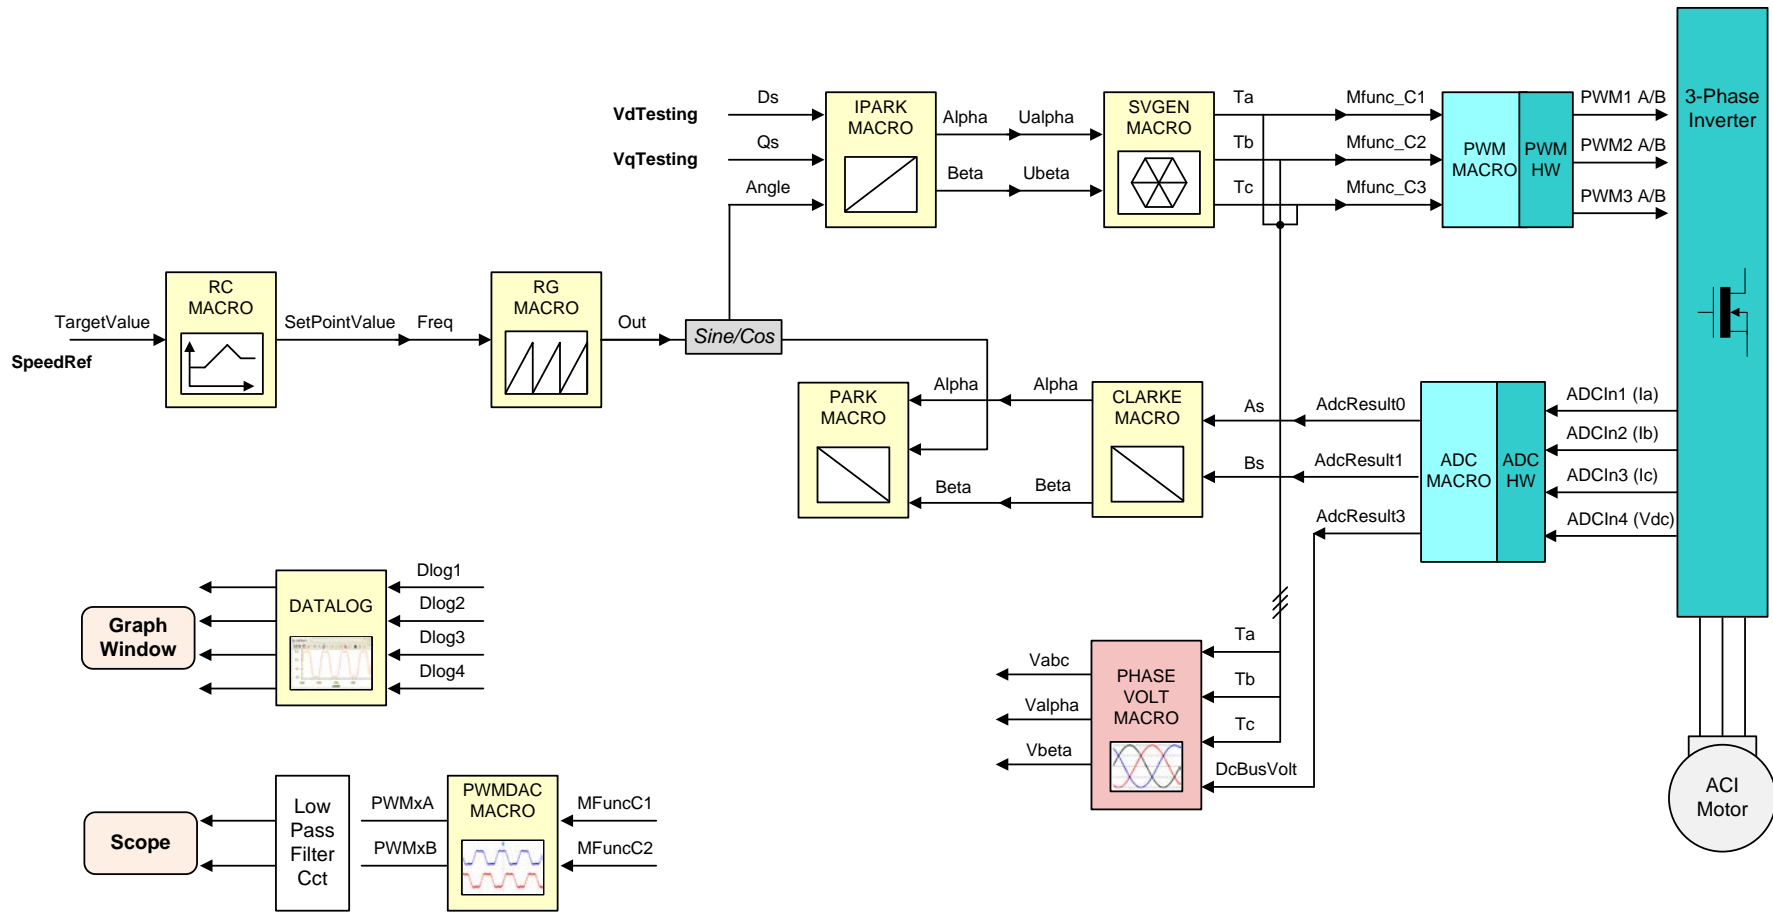 Ds
VdTesting
Qs
VqTesting
Angle
IPARK
MACRO
Alpha
Ualpha
Beta
Ubeta
SVGEN
MACRO
Ta
Tb
Tc
Mfunc_C1
Mfunc_C2
Mfunc_C3
PWM
MACRO
PWM
HW
PWM1 A/B
PWM2 A/B
PWM3 A/B
3-Phase
Inverter
TargetValue
SpeedRef
RC
MACRO
SetPointValue
Freq
RG
MACRO
Out
Sine/Cos
PARK
MACRO
Alpha
Alpha
Beta
Beta
CLARKE
MACRO
As
AdcResult0
Bs
AdcResult1
AdcResult3
ADC
MACRO
ADC
HW
ADCIn1 (Ia)
ADCIn2 (Ib)
ADCIn3 (Ic)
ADCIn4 (Vdc)
Graph
Window
DATALOG
Dlog1
Dlog2
Dlog3
Dlog4
Vabc
Valpha
Vbeta
PHASE
VOLT
MACRO
Ta
Tb
Tc
DcBusVolt
ACI
Motor
Scope
Low
Pass
Filter
Cct
PWMxA
PWMxB
PWMDAC
MACRO
MFuncC1
MFuncC2